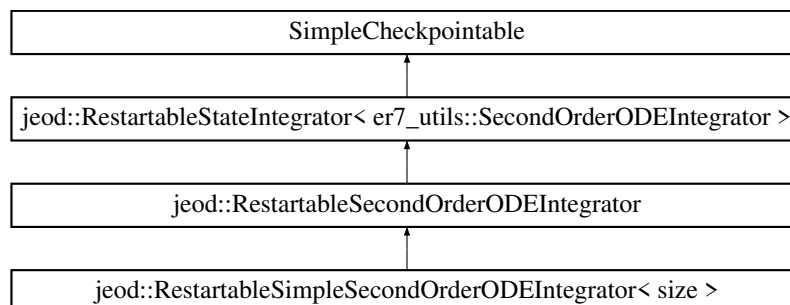 SimpleCheckpointable
jeod::RestartableStateIntegrator< er7_utils::SecondOrderODEIntegrator >
jeod::RestartableSecondOrderODEIntegrator
jeod::RestartableSimpleSecondOrderODEIntegrator< size >